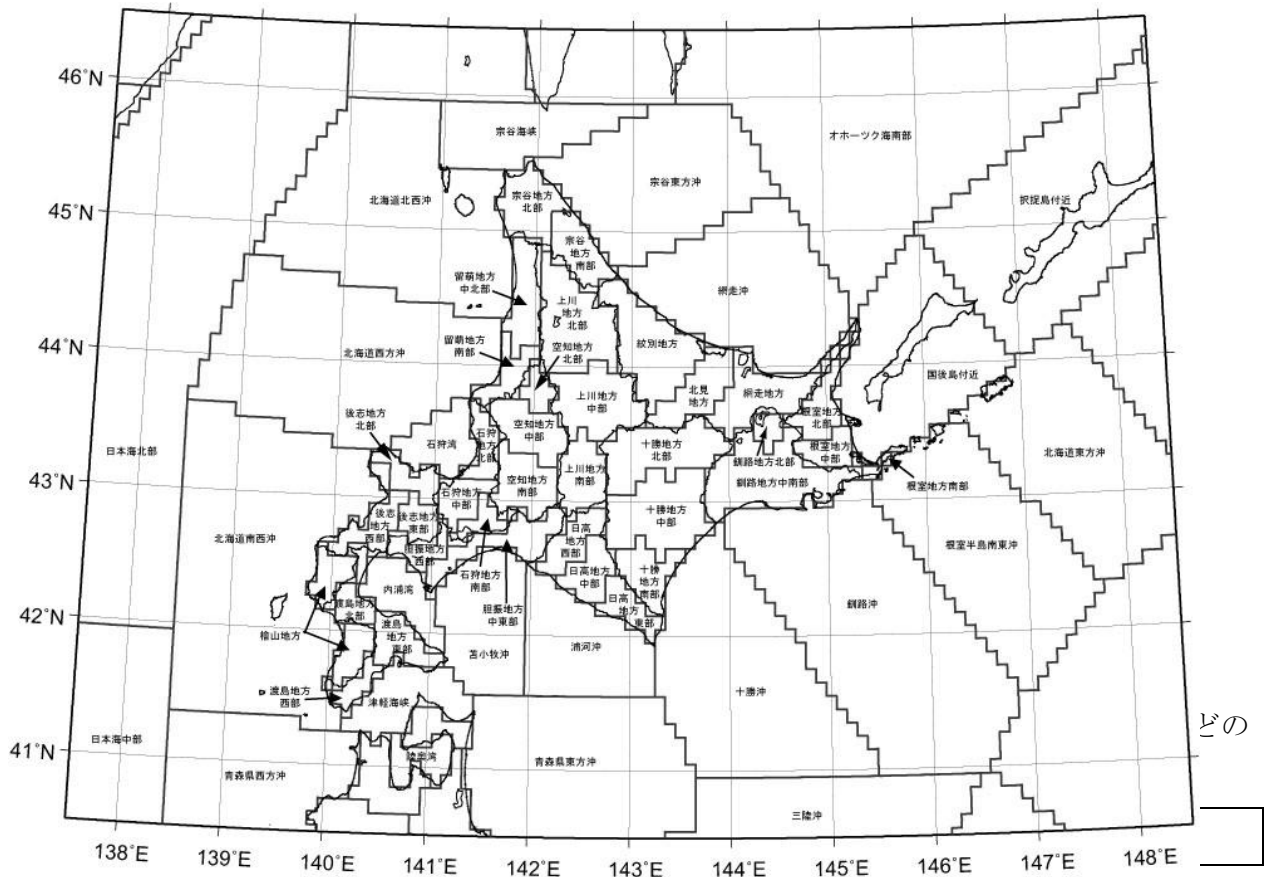 46°N
45°N
44°N
43°N
42°N
41°N
宗谷海峡
オホーツク海南部
宗谷東方沖
択捉島付近
北海道北西沖
宗谷地方
北部
宗谷
地方
南部
留萌地方
中北部
上川
地方
北部
網走沖
留萌地方
南部
空知地方
北部
紋別地方
北海道西方沖
国後島付近
北見
地方
網走地方
上川地方
中部
後志地方
北部
石狩湾
石狩
地方
北部
空知地方
中部
根室地方
北部
十勝地方
北部
根室地方
中部
日本海北部
釧路地方北部
北海道東方沖
上川地方
南部
空知地方
南部
釧路地方中南部
根室地方南部
石狩地方
中部
後志
地方
西部
後志地方
東部
十勝地方
中部
北海道南西沖
胆振地方
西部
日高
地方
西部
根室半島南東沖
石狩地方
南部
日高地方
中部
十勝
地方
南部
内浦湾
釧路沖
渡島地方
北部
胆振地方
中東部
日高
地方
東部
渡島
地方
東部
檜山地方
苫小牧沖
浦河沖
渡島地方
西部
津軽海峡
十勝沖
どの
日本海中部
陸奥湾
青森県西方沖
青森県東方沖
三陸沖
138°E
139°E
140°E
141°E
142°E
143°E
144°E
145°E
146°E
147°E
148°E